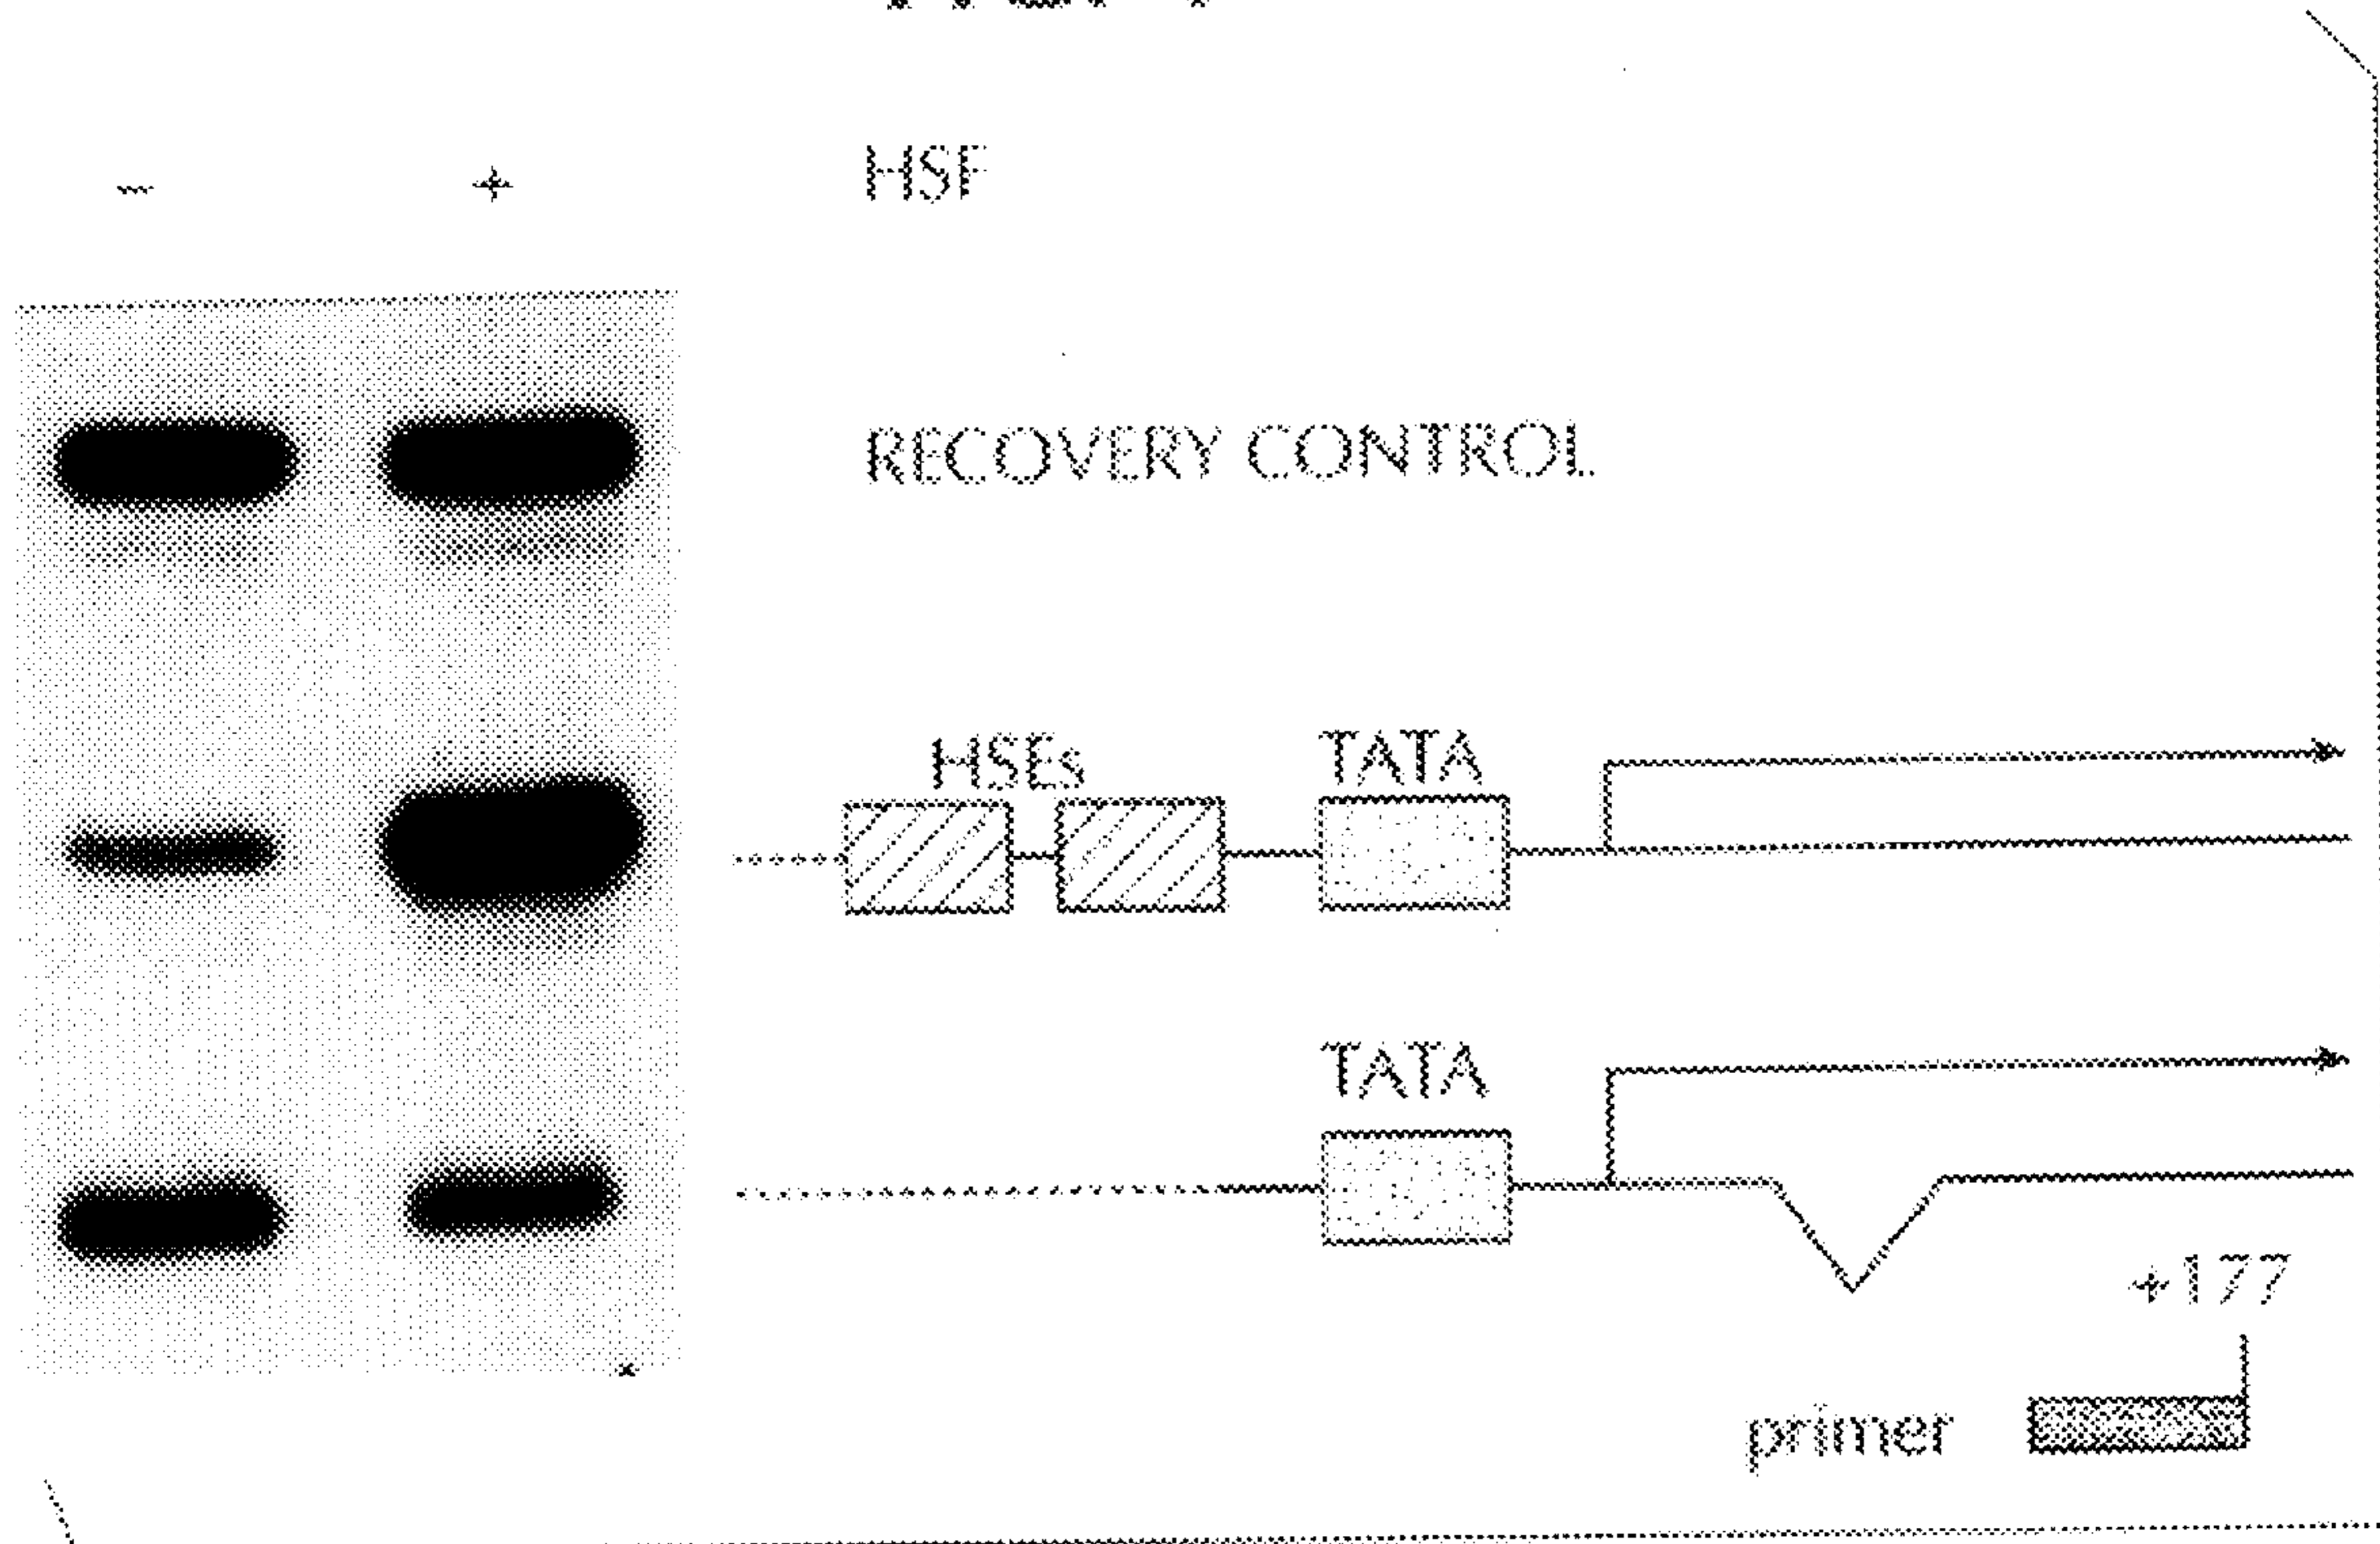 − + HSF
RECOVERY CONTROL
HSEs TATA
TATA
+177
primer